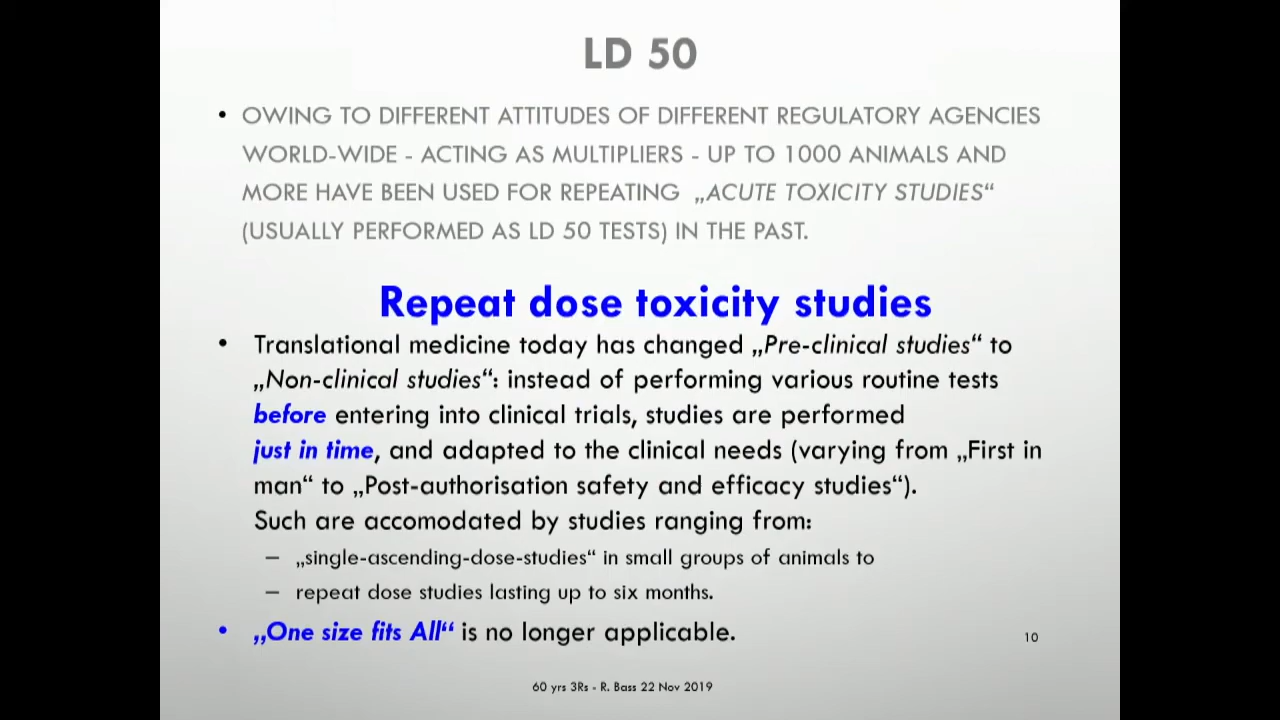 LD 50
• OWING TO DIFFERENT ATTITUDES OF DIFFERENT REGULATORY AGENCIES
WORLD-WIDE - ACTING AS MULTIPLIERS - UP TO 1000 ANIMALS AND
MORE HAVE BEEN USED FOR REPEATING „ACUTE TOXICITY STUDIES“
(USUALLY PERFORMED AS LD 50 TESTS) IN THE PAST.
Repeat dose toxicity studies
• Translational medicine today has changed „Pre-clinical studies“ to
„Non-clinical studies“: instead of performing various routine tests
before entering into clinical trials, studies are performed
just in time, and adapted to the clinical needs (varying from „First in
man“ to „Post-authorisation safety and efficacy studies“).
Such are accomodated by studies ranging from:
– „single-ascending-dose-studies“ in small groups of animals to
– repeat dose studies lasting up to six months.
• „One size fits All“ is no longer applicable.
10
60 yrs 3Rs - R. Bass 22 Nov 2019